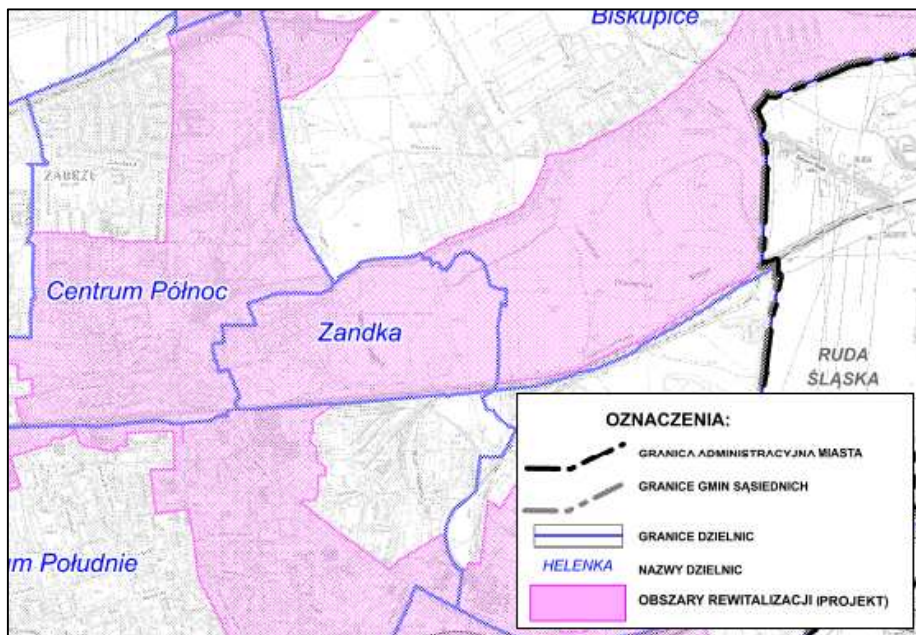 Biskupice
ZABRZE
Centrum Północ
Zandka
RUDA
ŚLĄSKA
um Południe
OZNACZENIA:
GRANICA ADMINISTRACYJNA MIASTA
GRANICE GMIN SĄSIEDNICH
GRANICE DZIELNIC
HELENKA NAZWY DZIELNIC
OBSZARY REWITALIZACJI (PROJEKT)